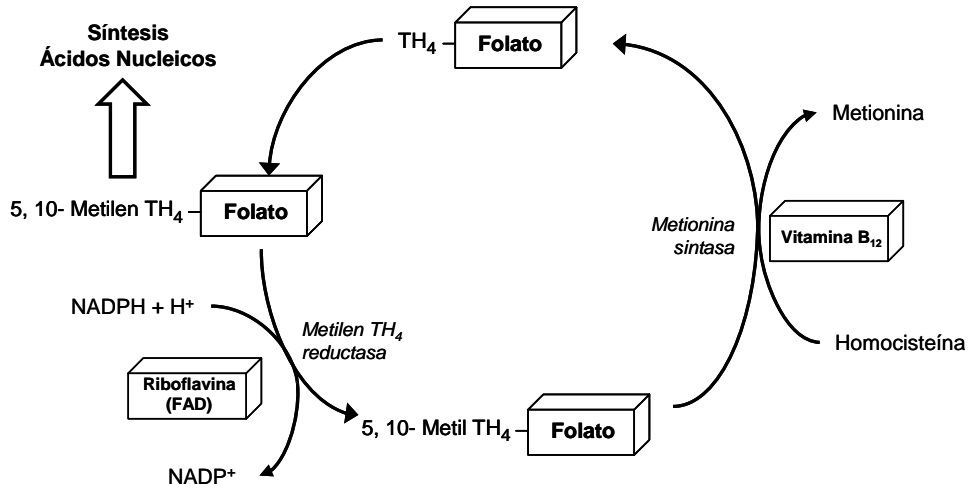 Síntesis
Ácidos Nucleicos
TH₄ Folato
Metionina
5, 10- Metilen TH₄ Folato
Metionina
sintasa
Vitamina B₁₂
NADPH + H⁺
Metilen TH₄
reductasa
Homocisteína
Riboflavina
(FAD)
5, 10- Metil TH₄ Folato
NADP⁺